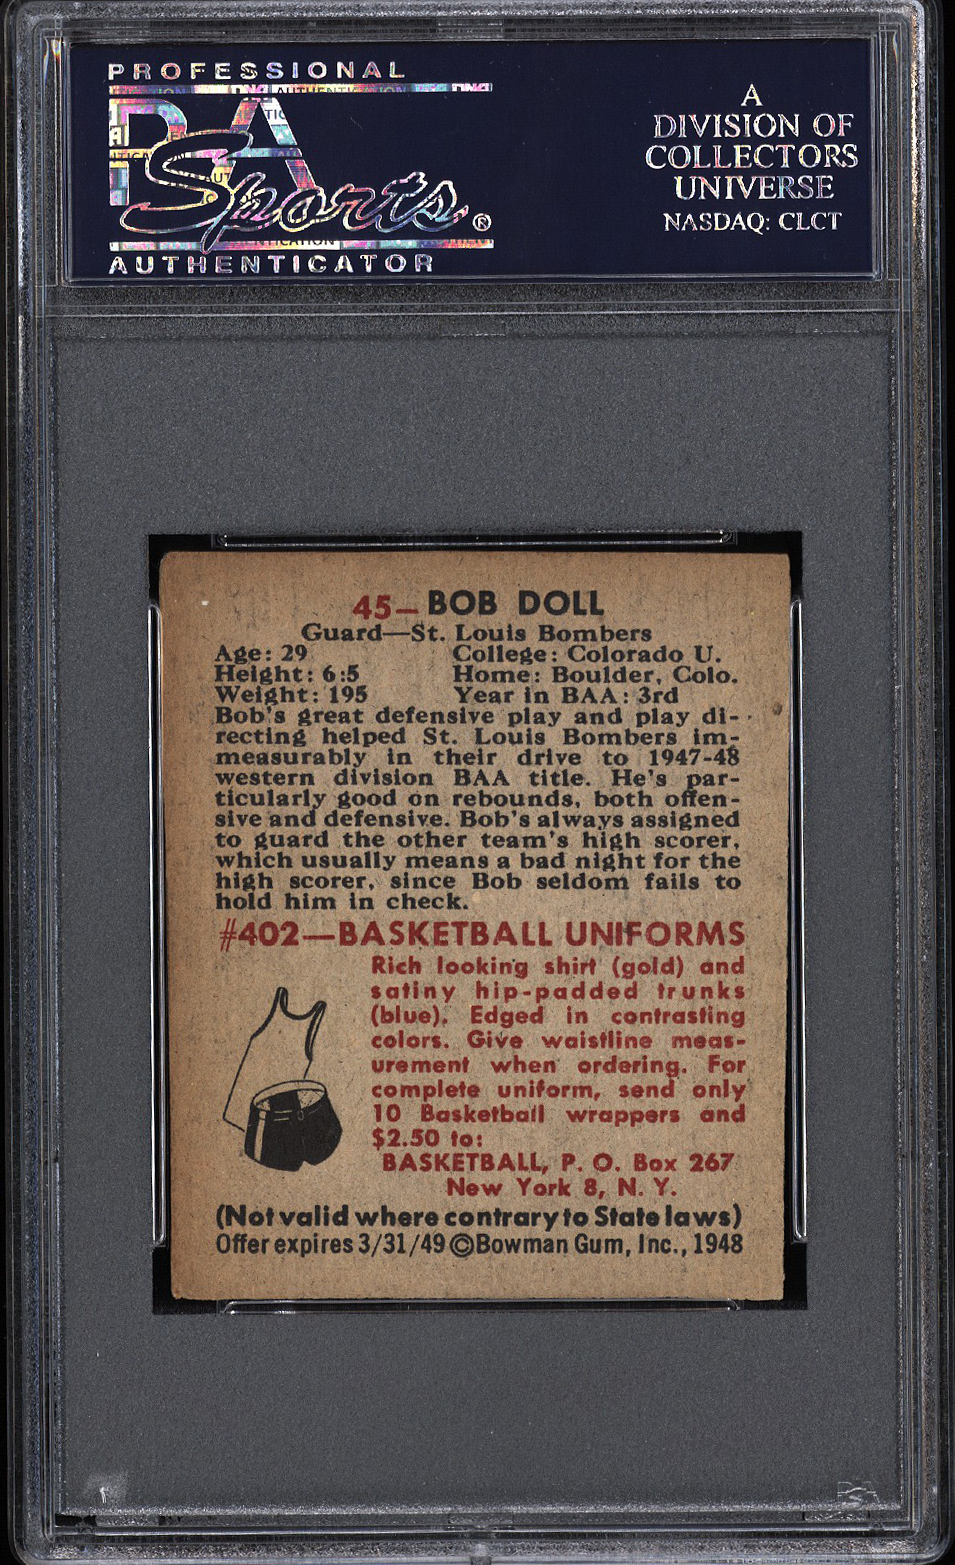 PROFESSIONAL
PSA
Sports®
AUTHENTICATOR
A
DIVISION OF
COLLECTORS
UNIVERSE
NASDAQ: CLCT
45—BOB DOLL
Guard—St. Louis Bombers
Age: 29 College: Colorado U.
Height: 6:5 Home: Boulder, Colo.
Weight: 195 Year in BAA: 3rd
Bob's great defensive play and play di-
recting helped St. Louis Bombers im-
measurably in their drive to 1947-48
western division BAA title. He's par-
ticularly good on rebounds, both offen-
sive and defensive. Bob's always assigned
to guard the other team's high scorer,
which usually means a bad night for the
high scorer, since Bob seldom fails to
hold him in check.
#402—BASKETBALL UNIFORMS
Rich looking shirt (gold) and
satiny hip-padded trunks
(blue). Edged in contrasting
colors. Give waistline meas-
urement when ordering. For
complete uniform, send only
10 Basketball wrappers and
$2.50 to:
BASKETBALL, P. O. Box 267
New York 8, N. Y.
(Not valid where contrary to State laws)
Offer expires 3/31/49 ©Bowman Gum, Inc., 1948